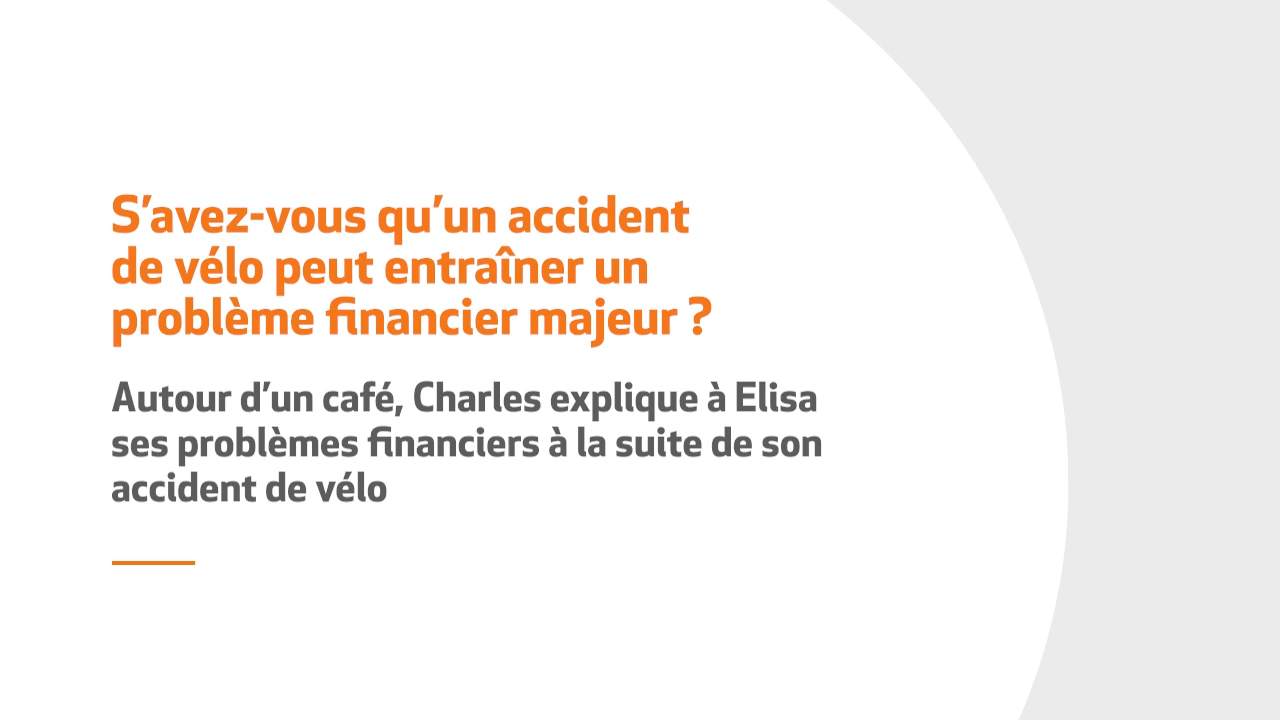 S’avez-vous qu’un accident
de vélo peut entraîner un
problème financier majeur ?
Autour d’un café, Charles explique à Elisa
ses problèmes financiers à la suite de son
accident de vélo